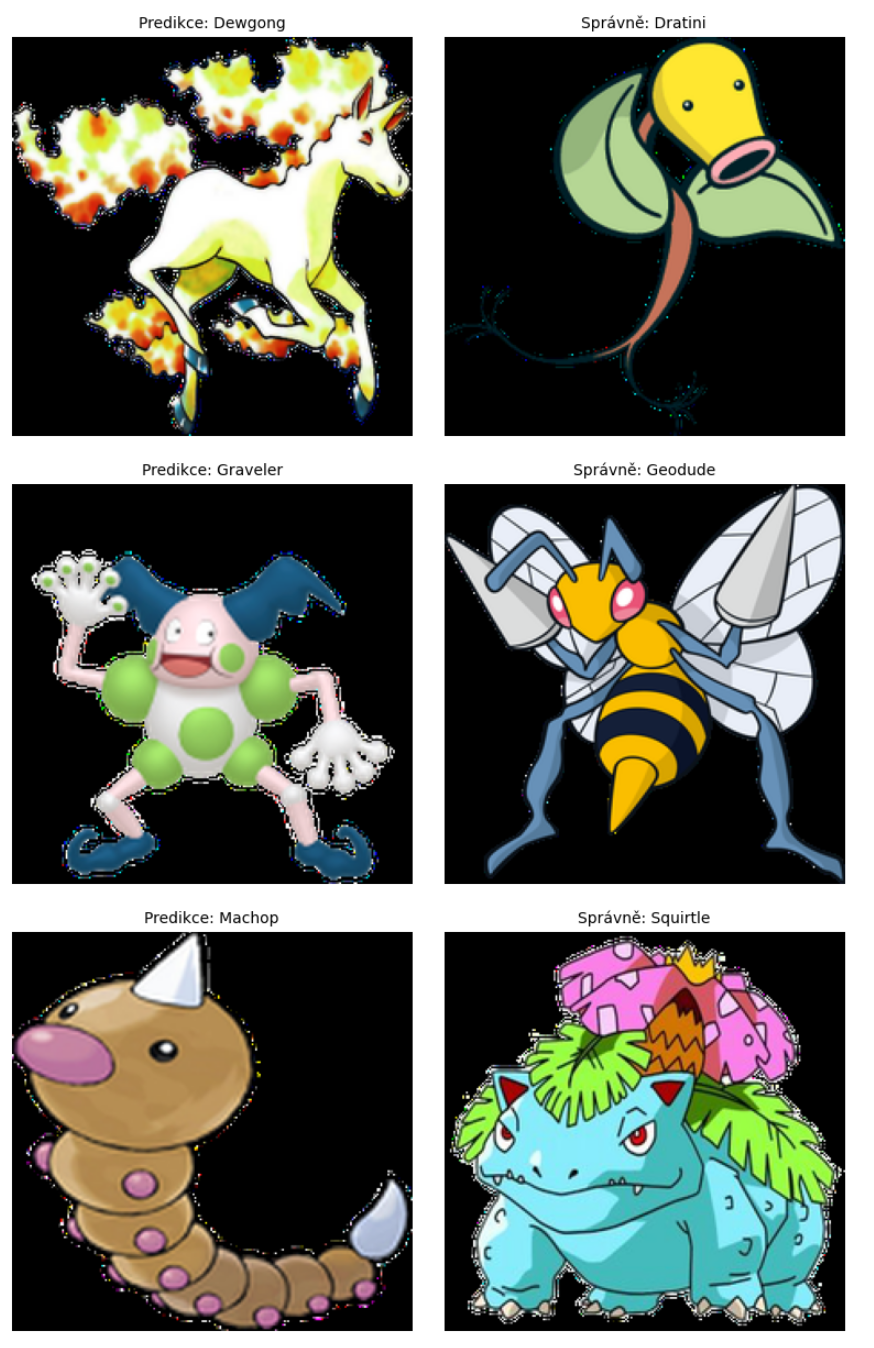 Predikce: Dewgong
Správně: Dratini
Predikce: Graveler
Správně: Geodude
Predikce: Machop
Správně: Squirtle